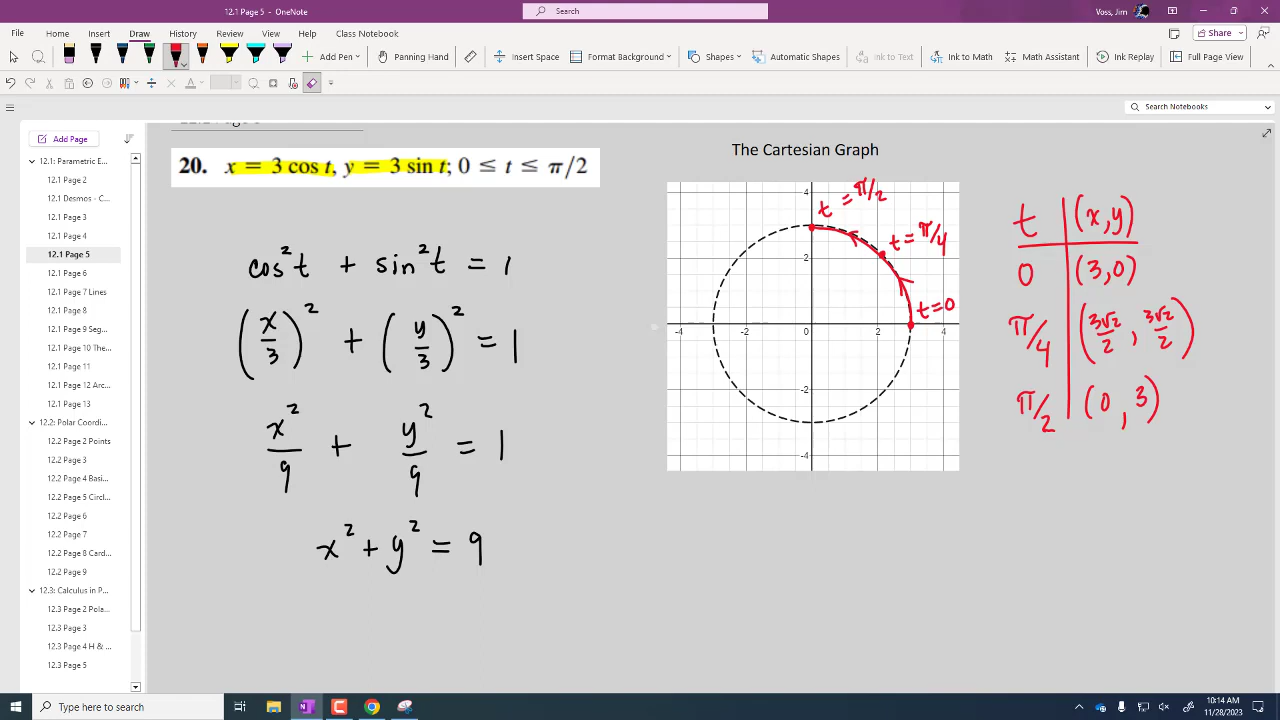 12.1 Page 5 - OneNote
Search
Voss, Jim
File Home Insert Draw History Review View Help Class Notebook
Share
Add Pen
Panning Hand
Insert Space
Format Background
Shapes
Automatic Shapes
Ink to Text
Ink to Math
Math Assistant
Ink Replay
Full Page View
Search Notebooks
Add Page
12.1: Parametric E...
12.1 Page 2
12.1 Desmos - C...
12.1 Page 3
12.1 Page 4
12.1 Page 5
12.1 Page 6
12.1 Page 7 Lines
12.1 Page 8
12.1 Page 9 Seg...
12.1 Page 10 The...
12.1 Page 11
12.1 Page 12 Arc...
12.1 Page 13
12.2: Polar Coordi...
12.2 Page 2 Points
12.2 Page 3
12.2 Page 4 Basi...
12.2 Page 5 Circl...
12.2 Page 6
12.2 Page 7
12.2 Page 8 Card...
12.2 Page 9
12.3: Calculus in P...
12.3 Page 2 Pola...
12.3 Page 3
12.3 Page 4 H & ...
12.3 Page 5
20. x = 3 cos t, y = 3 sin t; 0 ≤ t ≤ π/2
cos²t + sin²t = 1
(x/3)² + (y/3)² = 1
x²/9 + y²/9 = 1
x² + y² = 9
The Cartesian Graph
4
t = π/2
t = π/4
2
t=0
-4 -2 0 2 4
-2
-4
t (x,y)
0 (3,0)
π/4 (3√2/2, 3√2/2)
π/2 (0, 3)
Type here to search
10:14 AM
11/28/2023